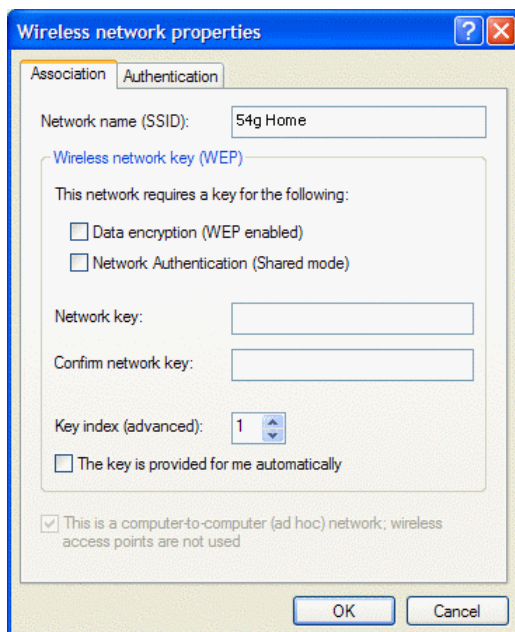 Wireless network properties
Association
Authentication
Network name (SSID):
54g Home
Wireless network key (WEP)
This network requires a key for the following:
Data encryption (WEP enabled)
Network Authentication (Shared mode)
Network key:
Confirm network key:
Key index (advanced):
1
The key is provided for me automatically
This is a computer-to-computer (ad hoc) network; wireless
access points are not used
OK
Cancel